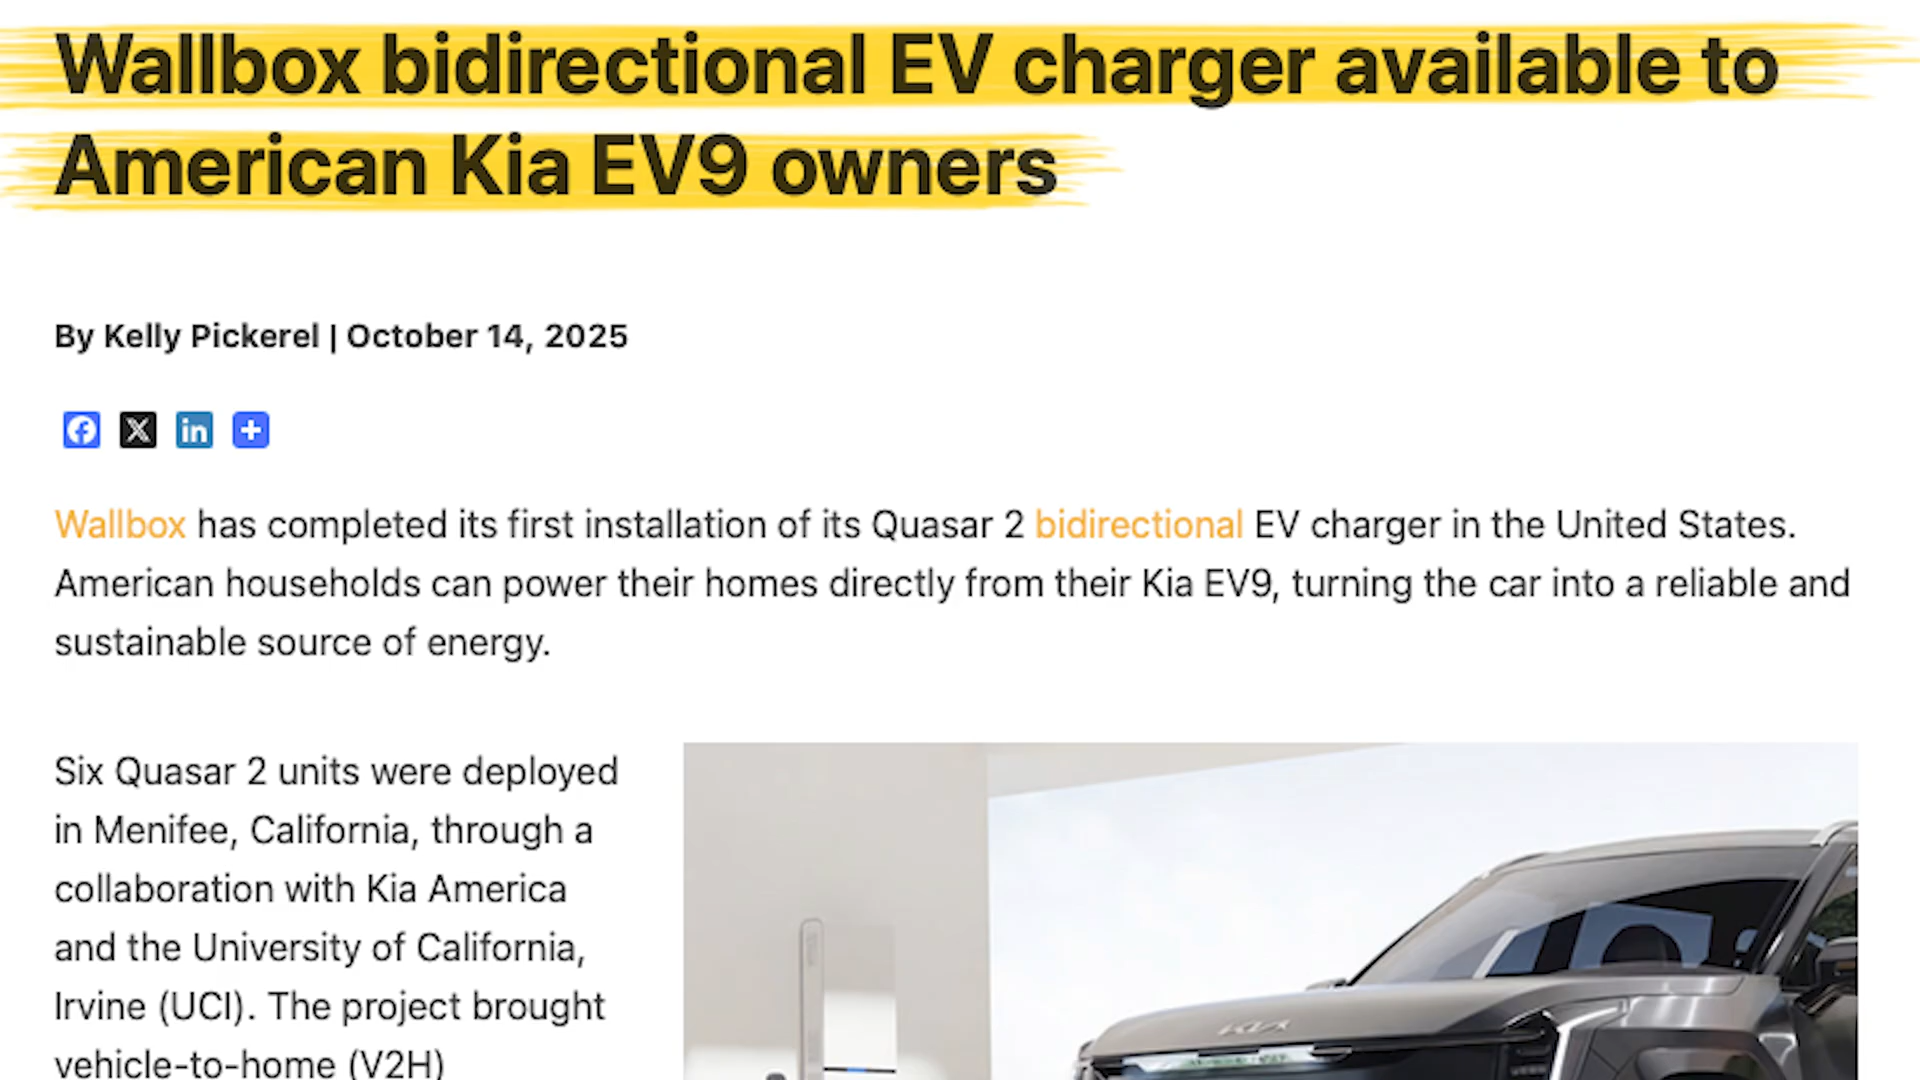 Wallbox bidirectional EV charger available to
American Kia EV9 owners
By Kelly Pickerel | October 14, 2025
Wallbox has completed its first installation of its Quasar 2 bidirectional EV charger in the United States.
American households can power their homes directly from their Kia EV9, turning the car into a reliable and
sustainable source of energy.
Six Quasar 2 units were deployed
in Menifee, California, through a
collaboration with Kia America
and the University of California,
Irvine (UCI). The project brought
vehicle-to-home (V2H)
KIA